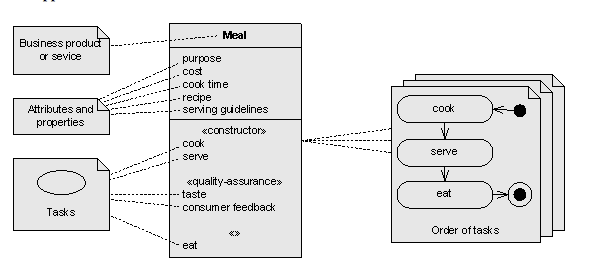 Business product
or sevice
Attributes and
properties
Tasks
Meal
purpose
cost
cook time
recipe
serving guidelines
«constructor»
cook
serve
«quality-assurance»
taste
consumer feedback
«»
eat
cook
serve
eat
Order of tasks